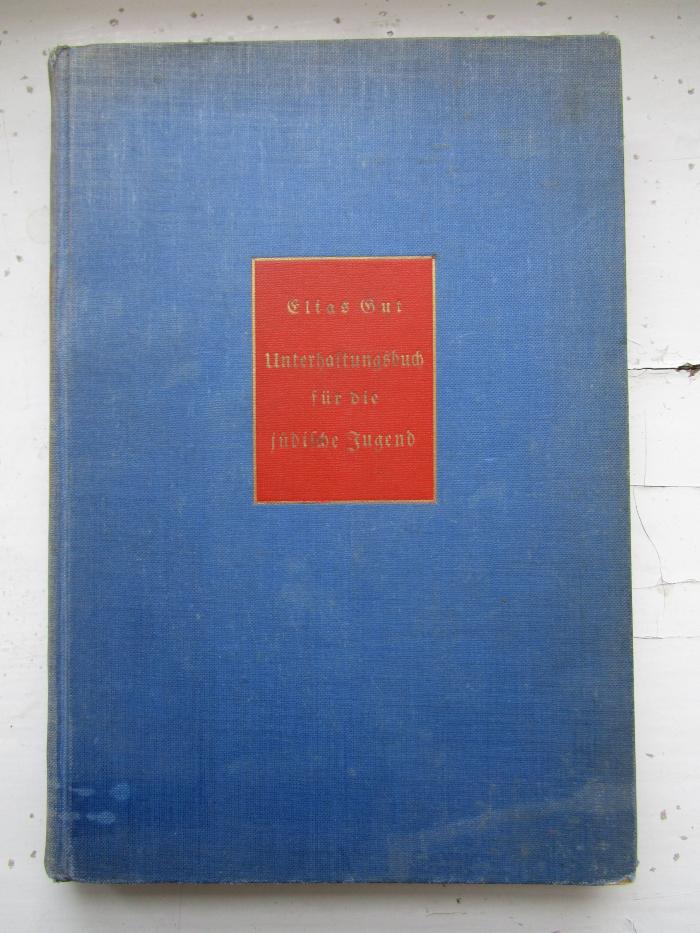 Elias Gut
Unterhaltungsbuch
für die
jüdische Jugend